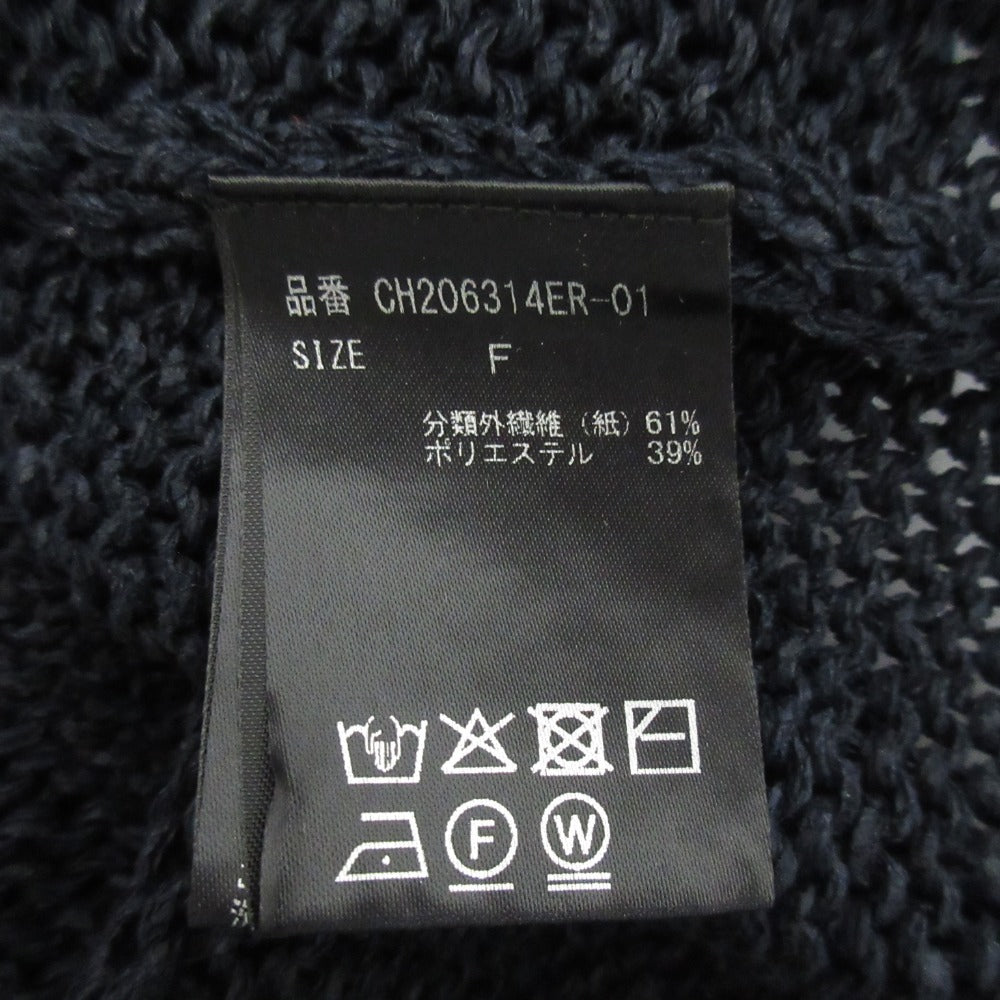 品番 CH206314ER-01
SIZE F
分類外繊維（紙）61%
ポリエステル 39%
F W